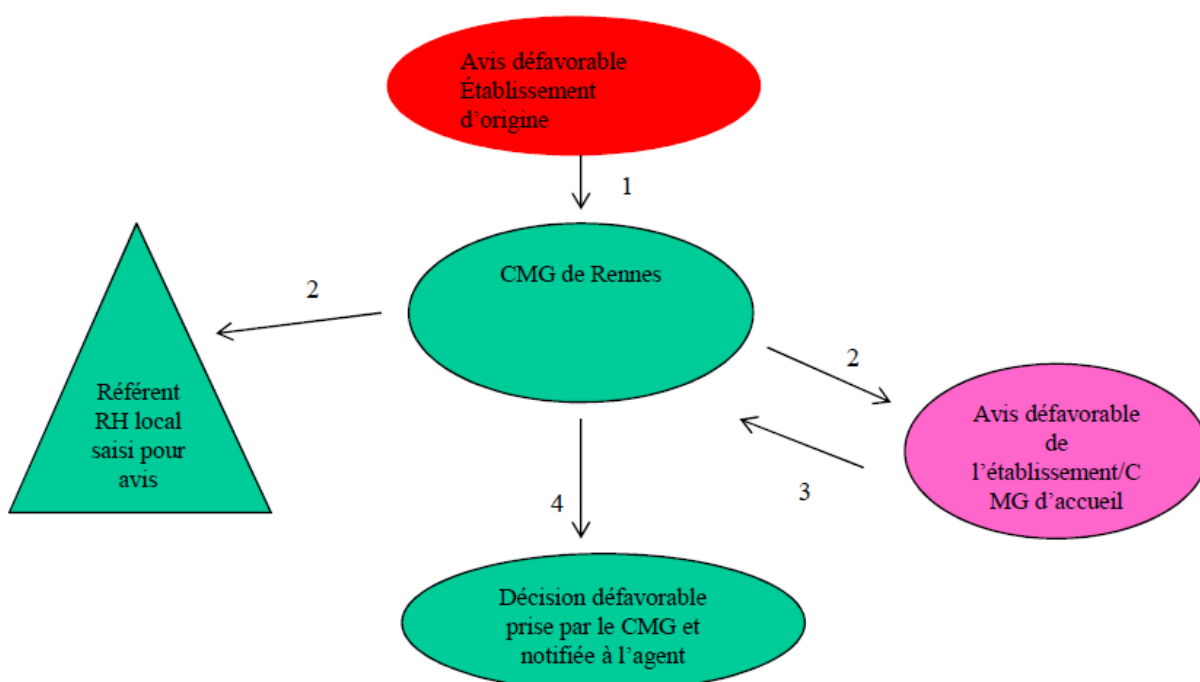 Avis défavorable
Établissement
d'origine
1
CMG de Rennes
2
2
Référent
RH local
saisi pour
avis
Avis défavorable
de
l'établissement/C
MG d'accueil
3
4
Décision défavorable
prise par le CMG et
notifiée à l'agent